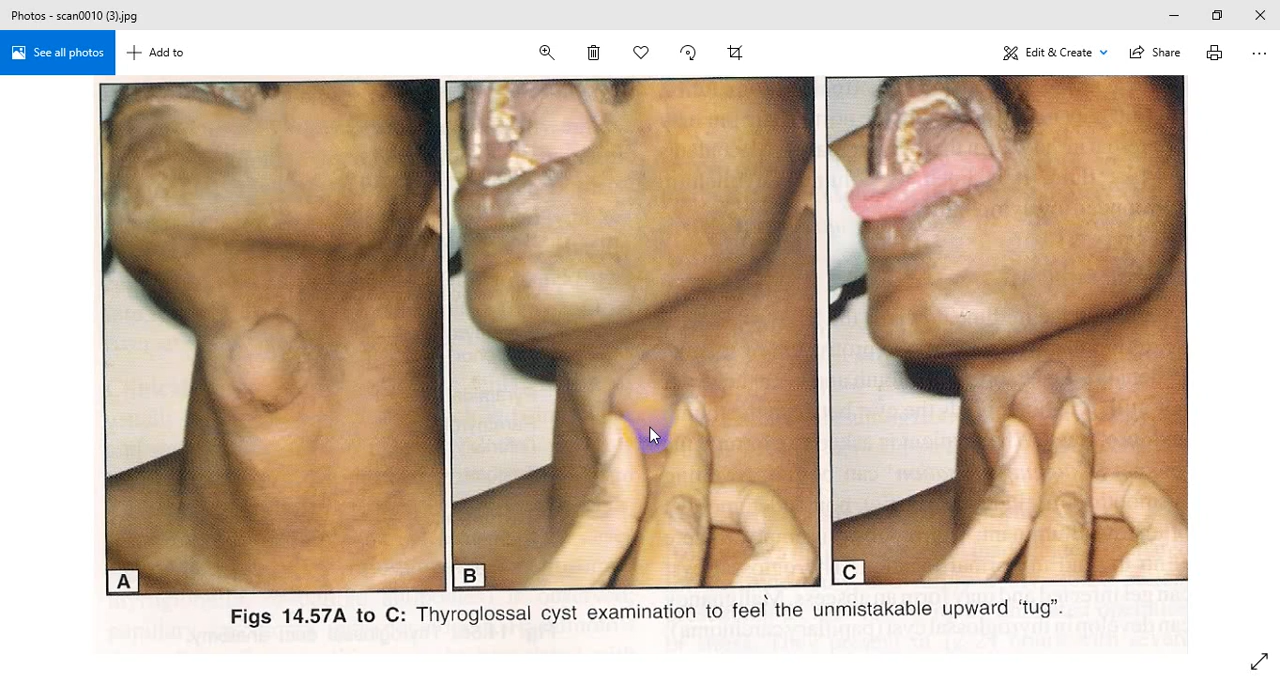 Photos - scan0010 (3).jpg
See all photos
Add to
Edit & Create
Share
A
B
C
Figs 14.57A to C: Thyroglossal cyst examination to feel the unmistakable upward 'tug".